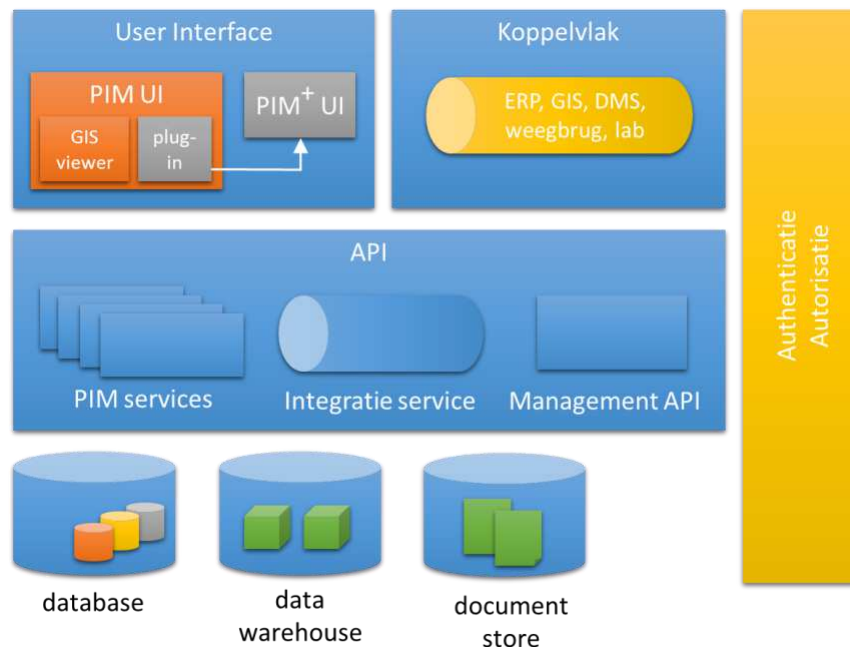 User Interface
PIM UI
GIS
viewer
plug-
in
PIM⁺ UI
Koppelvlak
ERP, GIS, DMS,
weegbrug, lab
Authenticatie
Autorisatie
API
PIM services
Integratie service
Management API
database
data
warehouse
document
store